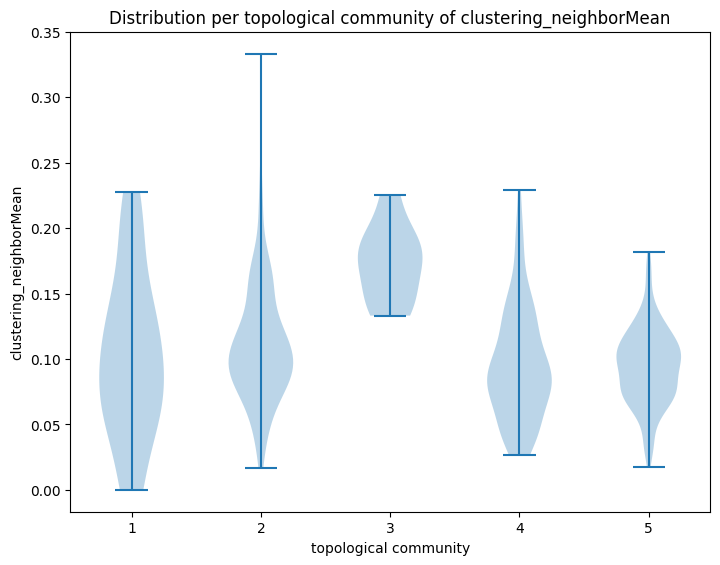 Distribution per topological community of clustering_neighborMean
clustering_neighborMean
0.35
0.30
0.25
0.20
0.15
0.10
0.05
0.00
1 2 3 4 5
topological community